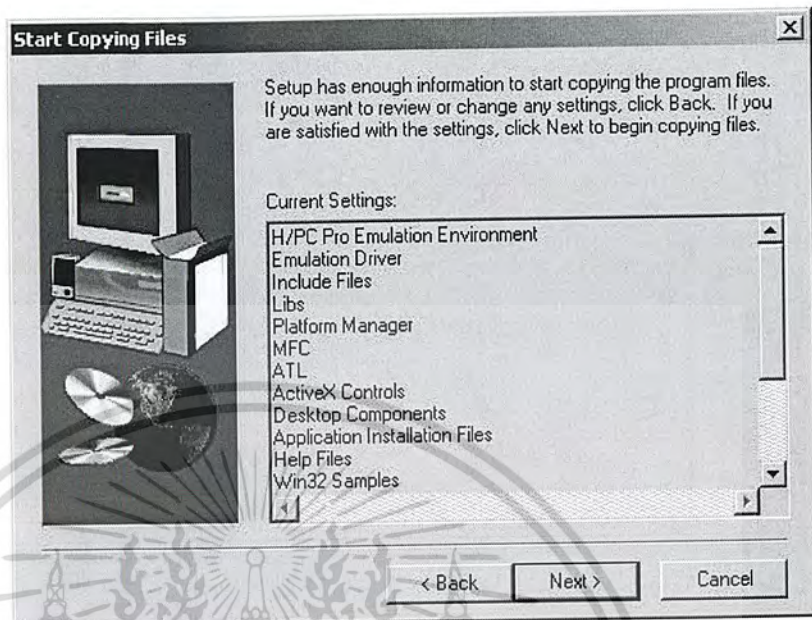 Start Copying Files
Setup has enough information to start copying the program files.
If you want to review or change any settings, click Back. If you
are satisfied with the settings, click Next to begin copying files.
Current Settings:
H/PC Pro Emulation Environment
Emulation Driver
Include Files
Libs
Platform Manager
MFC
ATL
ActiveX Controls
Desktop Components
Application Installation Files
Help Files
Win32 Samples
< Back
Next >
Cancel